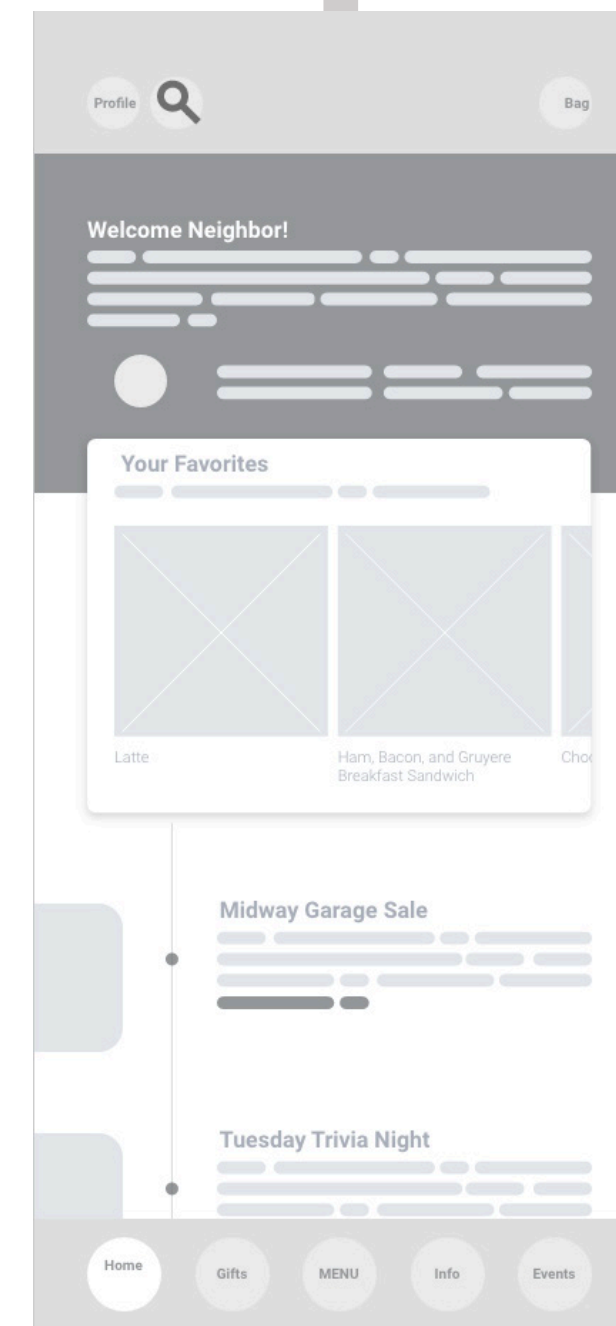 Profile
Bag
Welcome Neighbor!
Your Favorites
Latte
Ham, Bacon, and Gruyere
Breakfast Sandwich
Choc
Midway Garage Sale
Tuesday Trivia Night
Home
Gifts
MENU
Info
Events